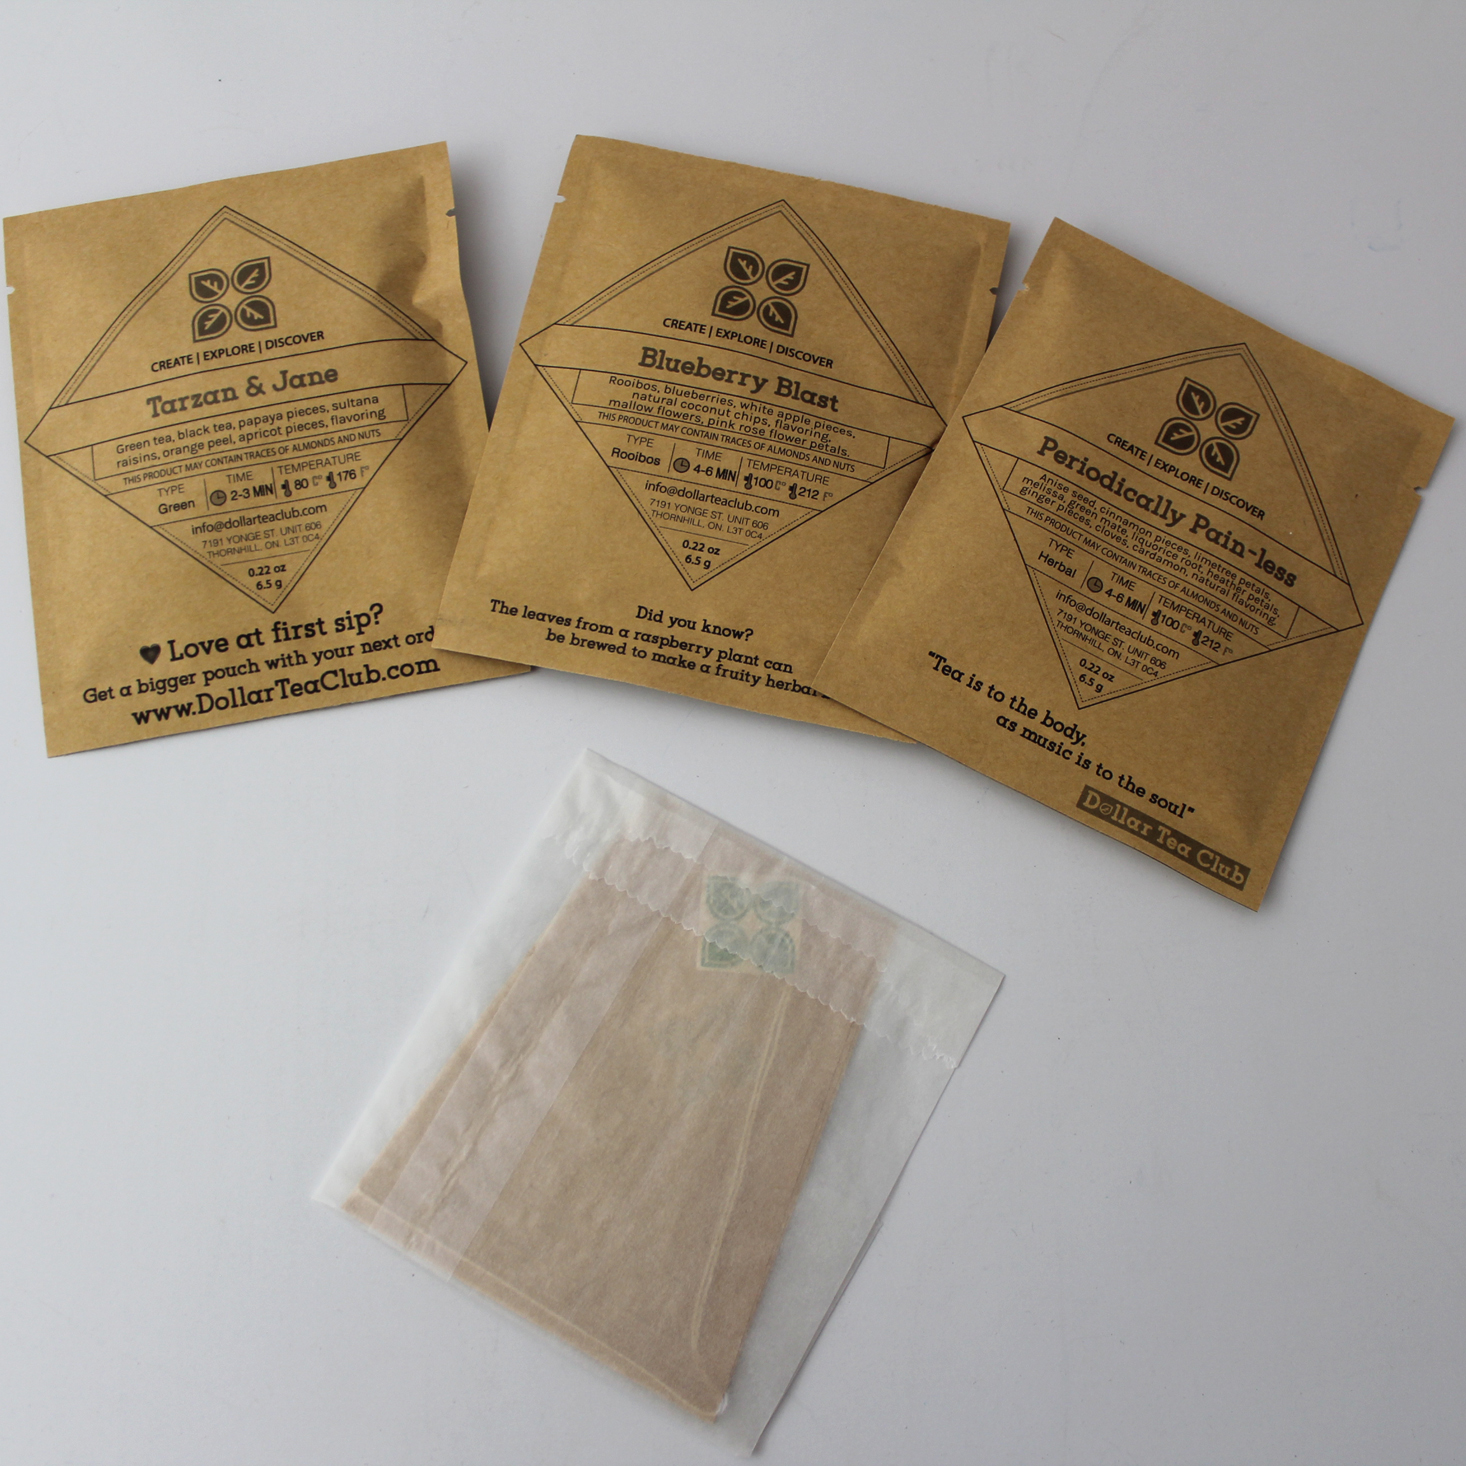 CREATE | EXPLORE | DISCOVER
Tarzan & Jane
Green tea, black tea, papaya pieces, sultana
raisins, orange peel, apricot pieces, flavoring
THIS PRODUCT MAY CONTAIN TRACES OF ALMONDS AND NUTS
TYPE
Green
TIME
2-3 MIN
TEMPERATURE
80 C° 176 F°
info@dollarteaclub.com
7191 YONGE ST. UNIT 606
THORNHILL, ON. L3T 0C4
0.22 oz
6.5 g
Love at first sip?
Get a bigger pouch with your next ord
www.DollarTeaClub.com
CREATE | EXPLORE | DISCOVER
Blueberry Blast
Rooibos, blueberries, white apple pieces,
natural coconut chips, flavoring,
mallow flowers, pink rose flower petals.
THIS PRODUCT MAY CONTAIN TRACES OF ALMONDS AND NUTS
TYPE
Rooibos
TIME
4-6 MIN
TEMPERATURE
100 C° 212 F°
info@dollarteaclub.com
7191 YONGE ST. UNIT 606
THORNHILL, ON. L3T 0C4
0.22 oz
6.5 g
Did you know?
The leaves from a raspberry plant can
be brewed to make a fruity herbal
CREATE | EXPLORE | DISCOVER
Periodically Pain-less
Anise seed, cinnamon pieces, limetree petals,
melissa, green mate, liquorice root, heather petals,
ginger pieces, cloves, cardamon, natural flavoring.
THIS PRODUCT MAY CONTAIN TRACES OF ALMONDS AND NUTS
TYPE
Herbal
TIME
4-6 MIN
TEMPERATURE
100 C° 212 F°
info@dollarteaclub.com
7191 YONGE ST. UNIT 606
THORNHILL, ON. L3T 0C4
0.22 oz
6.5 g
"Tea is to the body,
as music is to the soul"
Dollar Tea Club